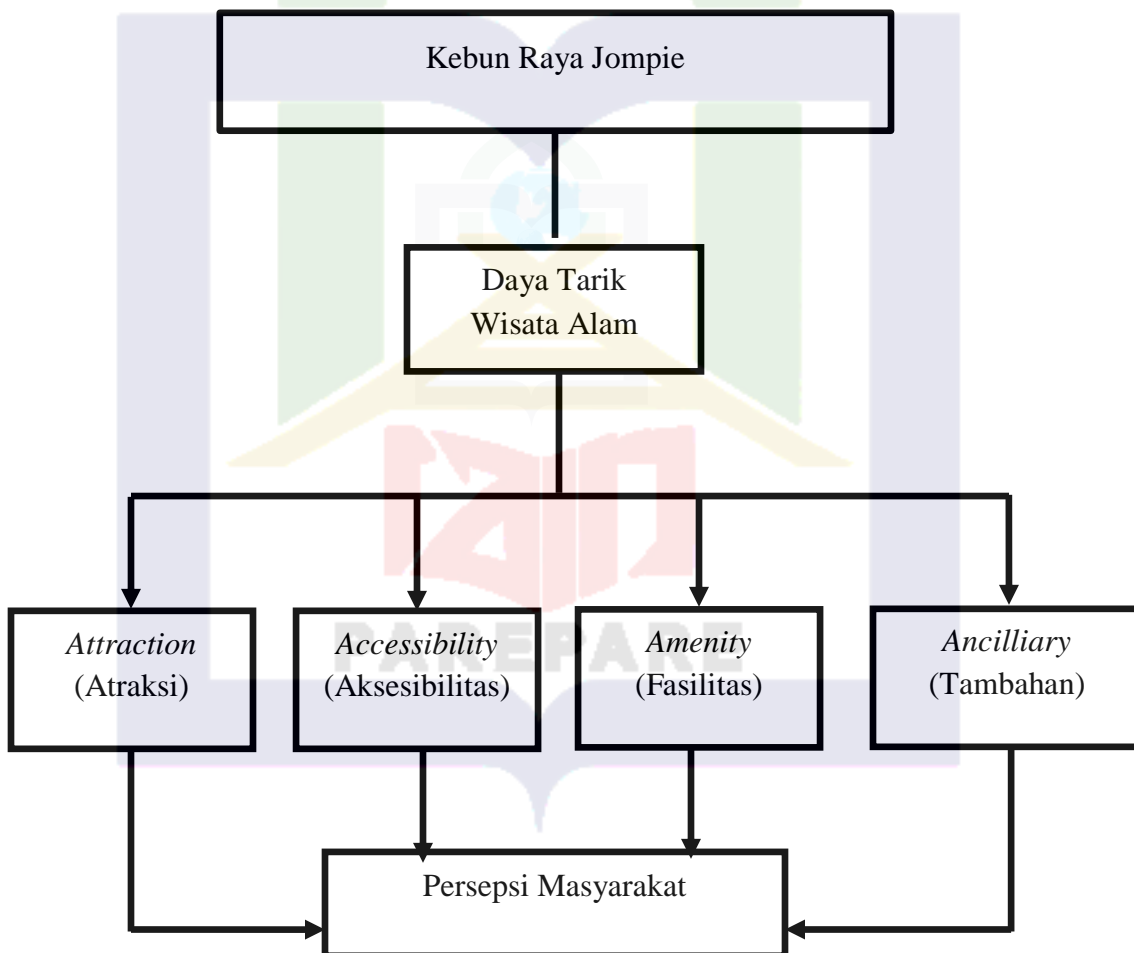 Kebun Raya Jompie
Daya Tarik
Wisata Alam
Attraction
(Atraksi)
Accessibility
(Aksesibilitas)
Amenity
(Fasilitas)
Ancilliary
(Tambahan)
PAREPARE
Persepsi Masyarakat